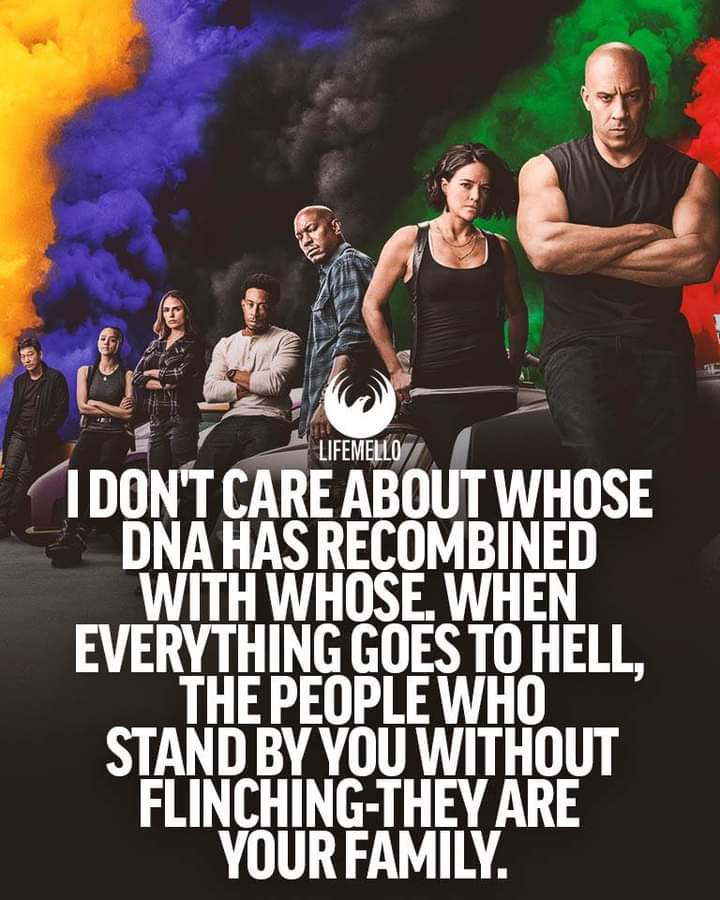 LIFEMELLO
I DON'T CARE ABOUT WHOSE
DNA HAS RECOMBINED
WITH WHOSE. WHEN
EVERYTHING GOES TO HELL,
THE PEOPLE WHO
STAND BY YOU WITHOUT
FLINCHING-THEY ARE
YOUR FAMILY.